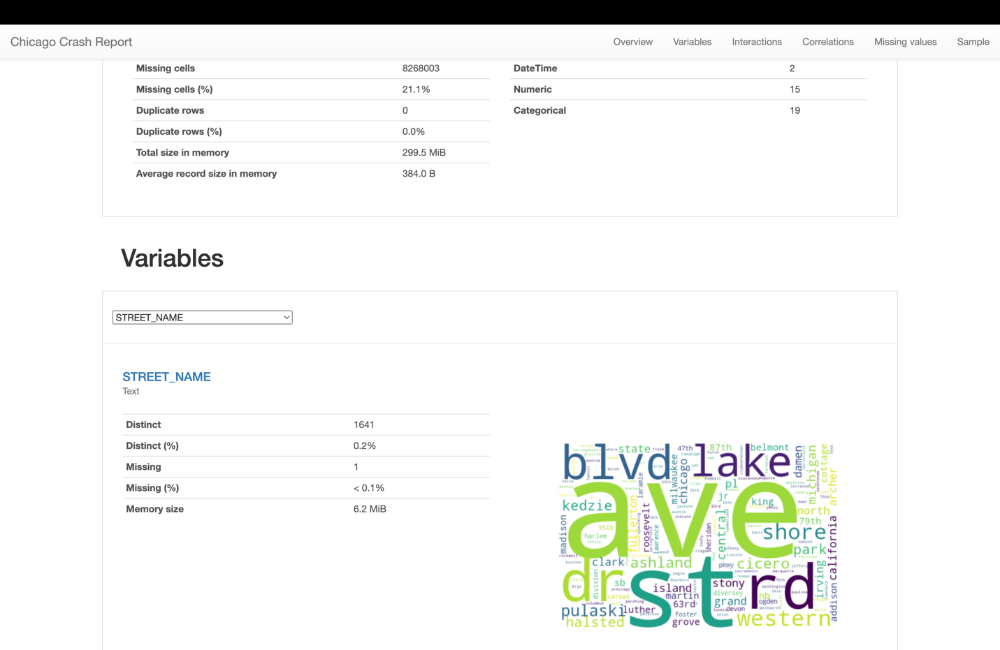 Chicago Crash Report
Overview
Variables
Interactions
Correlations
Missing values
Sample
Missing cells 8268003
Missing cells (%) 21.1%
Duplicate rows 0
Duplicate rows (%) 0.0%
Total size in memory 299.5 MiB
Average record size in memory 384.0 B
DateTime 2
Numeric 15
Categorical 19
Variables
STREET_NAME
STREET_NAME
Text
Distinct 1641
Distinct (%) 0.2%
Missing 1
Missing (%) < 0.1%
Memory size 6.2 MiB
state
47th
87th
belmont
blvd
lake
damen
michigan
cottage
archer
milwaukee
chicago
laramie
pl
jr
king
ave
kedzie
fullerton
roosevelt
lawrence
sheridan
central
north
79th
shore
park
california
madison
95th
harlem
clark
ashland
pkwy
cicero
dr
division
sb
st
rd
island
martin
63rd
stony
diversey
grand
devon
nb
ogden
irving
addison
cermak
pulaski
luther
halsted
foster
grove
western